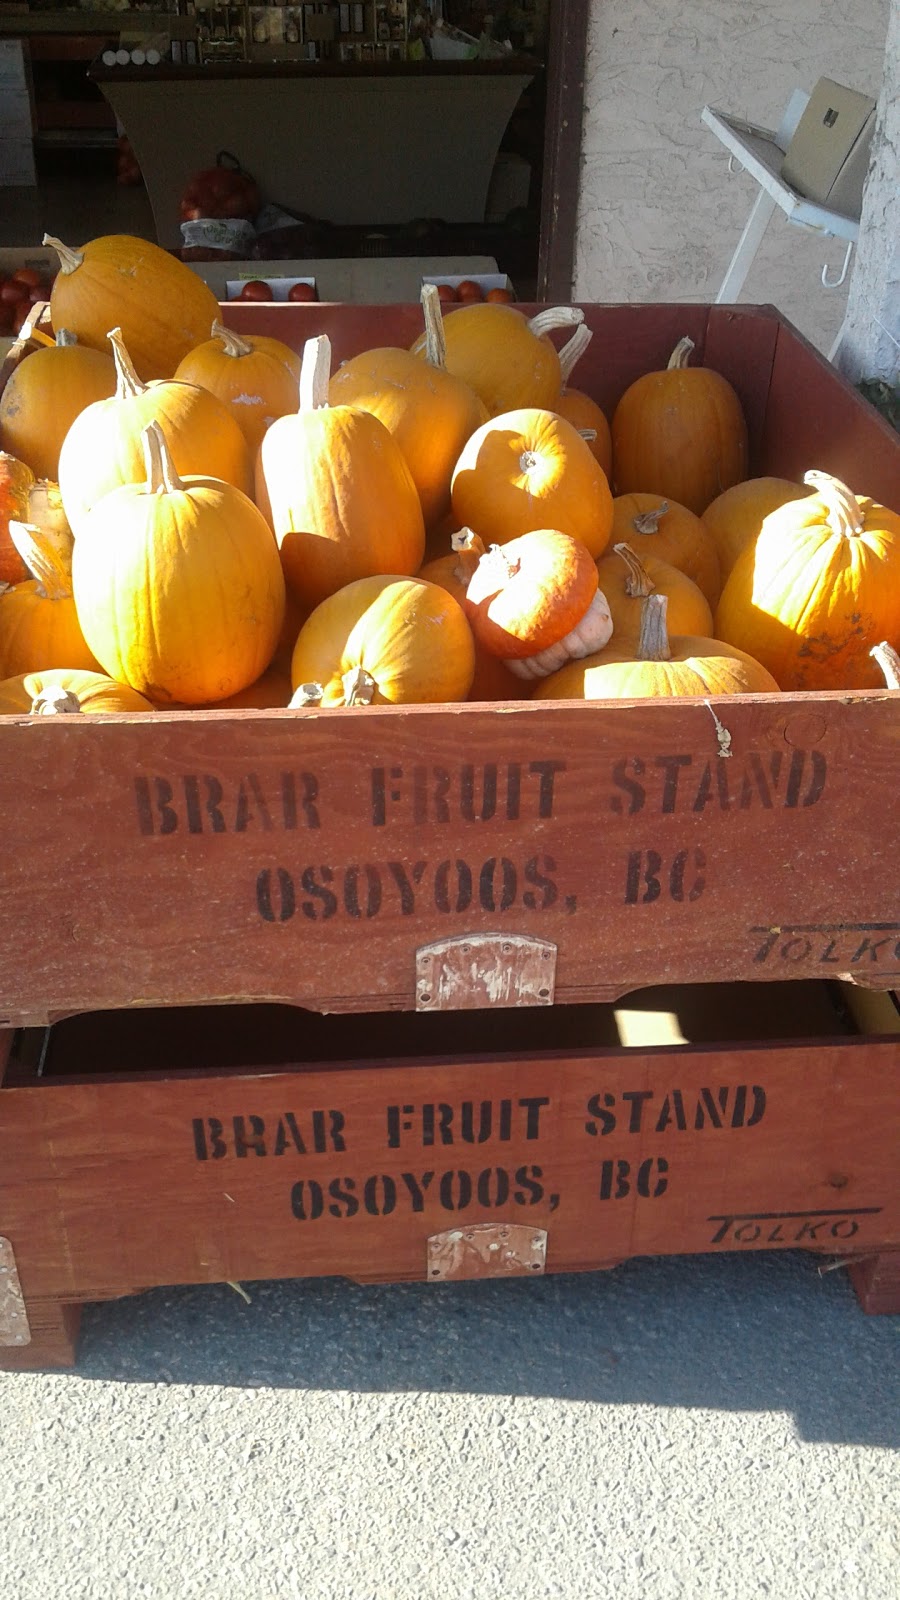 BRAR FRUIT STAND
OSOYOOS, BC
TOLKO
BRAR FRUIT STAND
OSOYOOS, BC
TOLKO